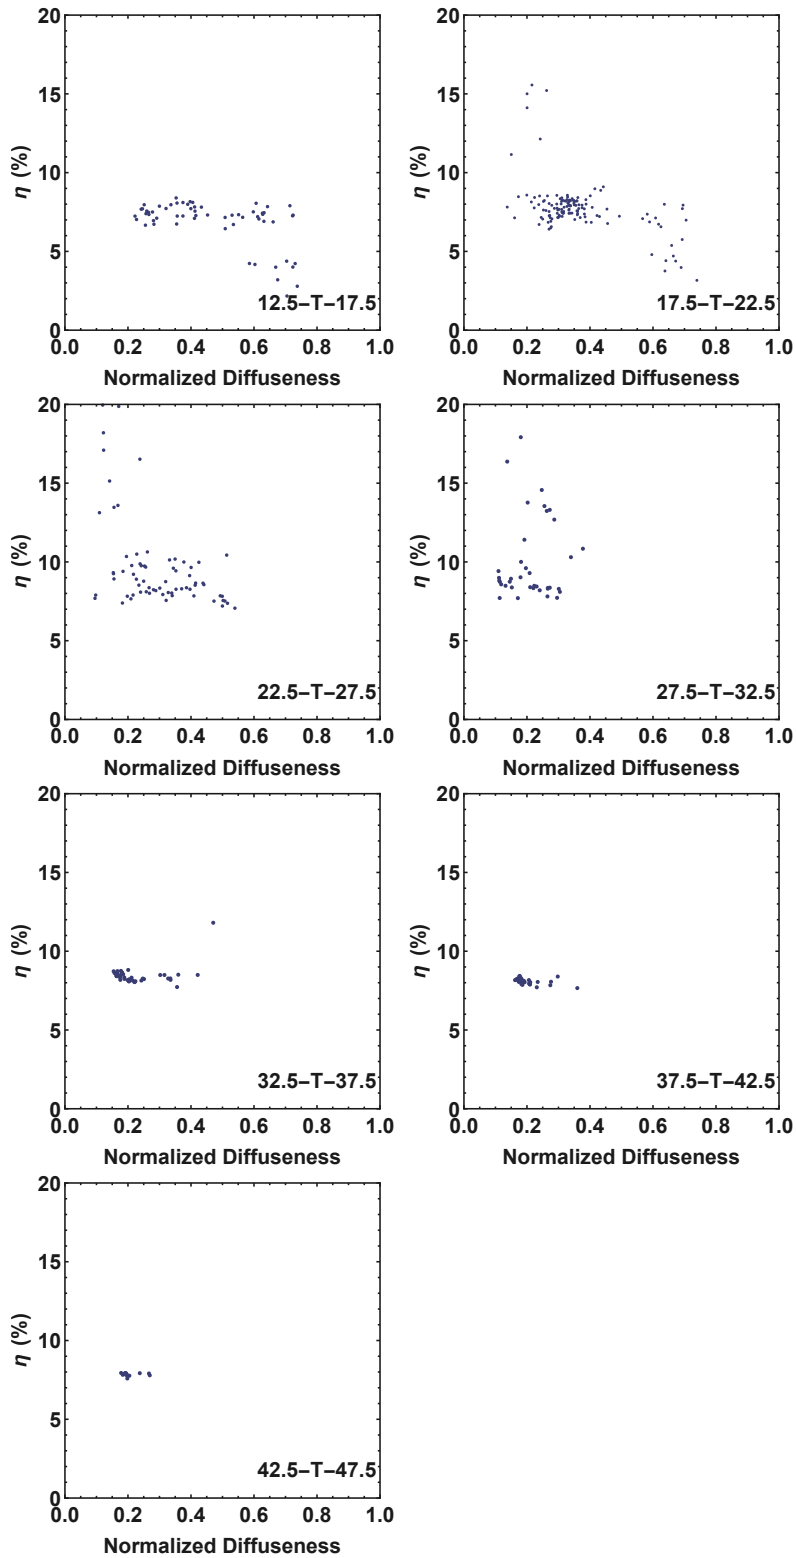 20
15
10
5
0
η (%)
12.5–T–17.5
0.0 0.2 0.4 0.6 0.8 1.0
Normalized Diffuseness
20
15
10
5
0
η (%)
17.5–T–22.5
0.0 0.2 0.4 0.6 0.8 1.0
Normalized Diffuseness
20
15
10
5
0
η (%)
22.5–T–27.5
0.0 0.2 0.4 0.6 0.8 1.0
Normalized Diffuseness
20
15
10
5
0
η (%)
27.5–T–32.5
0.0 0.2 0.4 0.6 0.8 1.0
Normalized Diffuseness
20
15
10
5
0
η (%)
32.5–T–37.5
0.0 0.2 0.4 0.6 0.8 1.0
Normalized Diffuseness
20
15
10
5
0
η (%)
37.5–T–42.5
0.0 0.2 0.4 0.6 0.8 1.0
Normalized Diffuseness
20
15
10
5
0
η (%)
42.5–T–47.5
0.0 0.2 0.4 0.6 0.8 1.0
Normalized Diffuseness